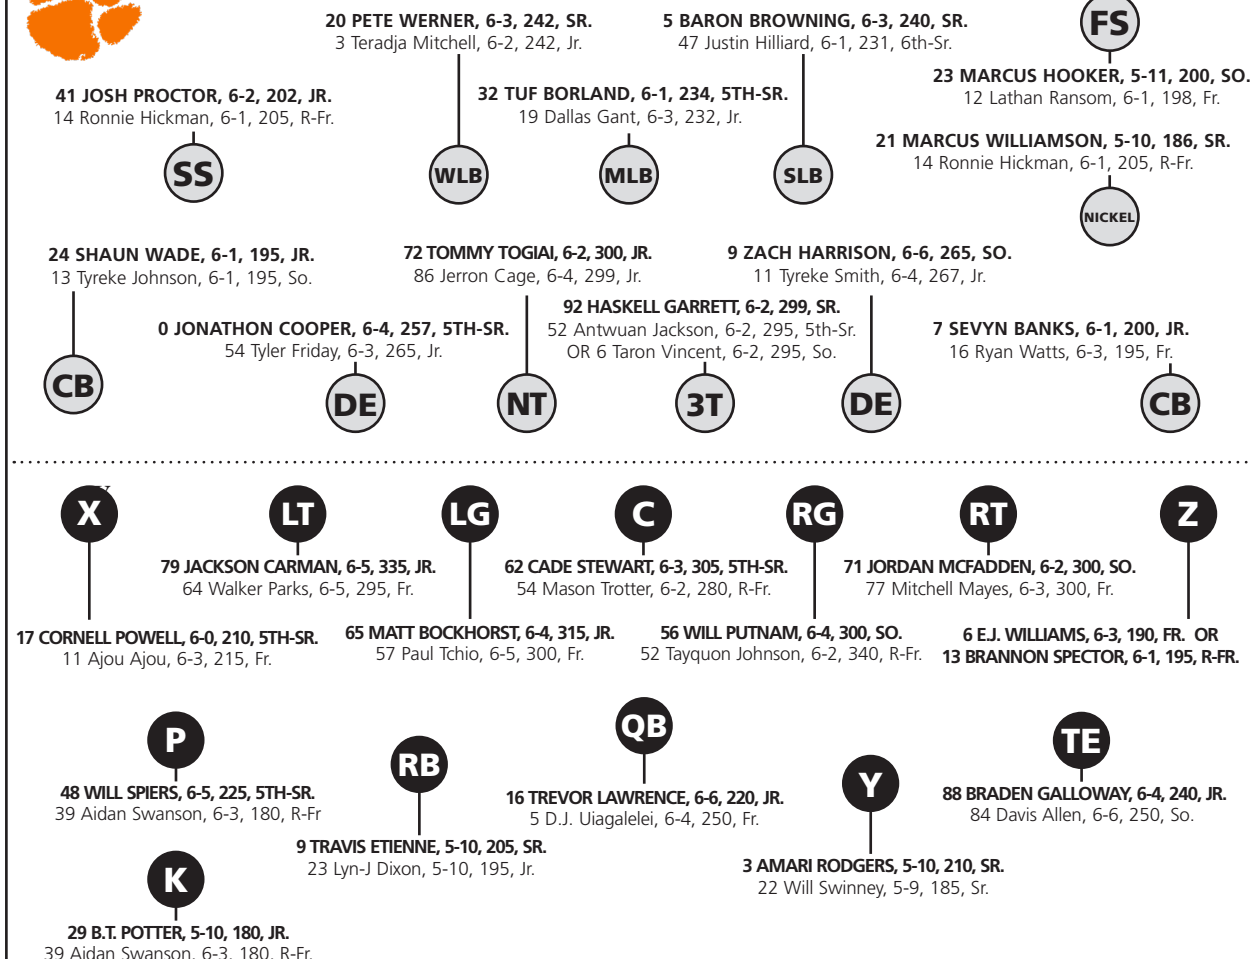 20 PETE WERNER, 6-3, 242, SR.
3 Teradja Mitchell, 6-2, 242, Jr.
5 BARON BROWNING, 6-3, 240, SR.
47 Justin Hilliard, 6-1, 231, 6th-Sr.
FS
23 MARCUS HOOKER, 5-11, 200, SO.
12 Lathan Ransom, 6-1, 198, Fr.
41 JOSH PROCTOR, 6-2, 202, JR.
14 Ronnie Hickman, 6-1, 205, R-Fr.
32 TUF BORLAND, 6-1, 234, 5TH-SR.
19 Dallas Gant, 6-3, 232, Jr.
21 MARCUS WILLIAMSON, 5-10, 186, SR.
14 Ronnie Hickman, 6-1, 205, R-Fr.
SS
WLB
MLB
SLB
NICKEL
24 SHAUN WADE, 6-1, 195, JR.
13 Tyreke Johnson, 6-1, 195, So.
72 TOMMY TOGIAI, 6-2, 300, JR.
86 Jerron Cage, 6-4, 299, Jr.
9 ZACH HARRISON, 6-6, 265, SO.
11 Tyreke Smith, 6-4, 267, Jr.
0 JONATHON COOPER, 6-4, 257, 5TH-SR.
54 Tyler Friday, 6-3, 265, Jr.
92 HASKELL GARRETT, 6-2, 299, SR.
52 Antwuan Jackson, 6-2, 295, 5th-Sr.
OR 6 Taron Vincent, 6-2, 295, So.
7 SEVYN BANKS, 6-1, 200, JR.
16 Ryan Watts, 6-3, 195, Fr.
CB
DE
NT
3T
DE
CB
X
LT
LG
C
RG
RT
Z
79 JACKSON CARMAN, 6-5, 335, JR.
64 Walker Parks, 6-5, 295, Fr.
62 CADE STEWART, 6-3, 305, 5TH-SR.
54 Mason Trotter, 6-2, 280, R-Fr.
71 JORDAN MCFADDEN, 6-2, 300, SO.
77 Mitchell Mayes, 6-3, 300, Fr.
17 CORNELL POWELL, 6-0, 210, 5TH-SR.
11 Ajou Ajou, 6-3, 215, Fr.
65 MATT BOCKHORST, 6-4, 315, JR.
57 Paul Tchio, 6-5, 300, Fr.
56 WILL PUTNAM, 6-4, 300, SO.
52 Tayquon Johnson, 6-2, 340, R-Fr.
6 E.J. WILLIAMS, 6-3, 190, FR. OR
13 BRANNON SPECTOR, 6-1, 195, R-FR.
P
RB
QB
Y
TE
48 WILL SPIERS, 6-5, 225, 5TH-SR.
39 Aidan Swanson, 6-3, 180, R-Fr
16 TREVOR LAWRENCE, 6-6, 220, JR.
5 D.J. Uiagalelei, 6-4, 250, Fr.
88 BRADEN GALLOWAY, 6-4, 240, JR.
84 Davis Allen, 6-6, 250, So.
9 TRAVIS ETIENNE, 5-10, 205, SR.
23 Lyn-J Dixon, 5-10, 195, Jr.
3 AMARI RODGERS, 5-10, 210, SR.
22 Will Swinney, 5-9, 185, Sr.
K
29 B.T. POTTER, 5-10, 180, JR.
39 Aidan Swanson, 6-3, 180, R-Fr.